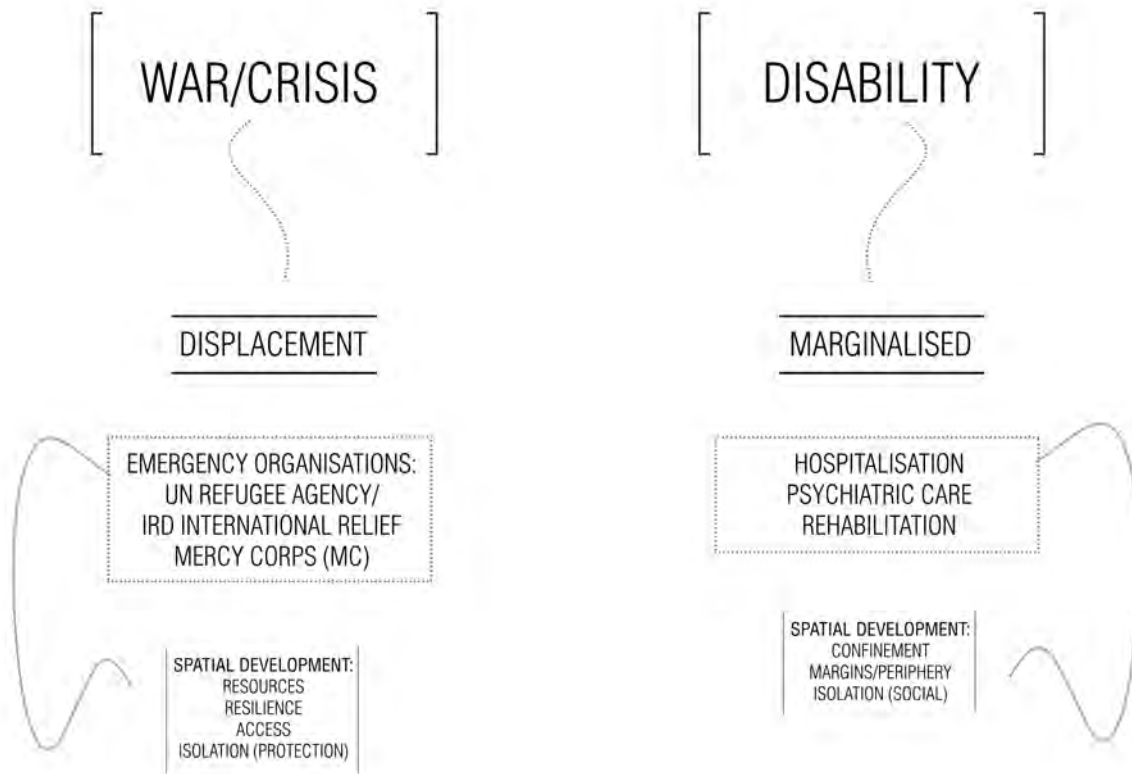 WAR/CRISIS
DISPLACEMENT
EMERGENCY ORGANISATIONS:
UN REFUGEE AGENCY/
IRD INTERNATIONAL RELIEF
MERCY CORPS (MC)
SPATIAL DEVELOPMENT:
RESOURCES
RESILIENCE
ACCESS
ISOLATION (PROTECTION)
DISABILITY
MARGINALISED
HOSPITALISATION
PSYCHIATRIC CARE
REHABILITATION
SPATIAL DEVELOPMENT:
CONFINEMENT
MARGINS/PERIPHERY
ISOLATION (SOCIAL)